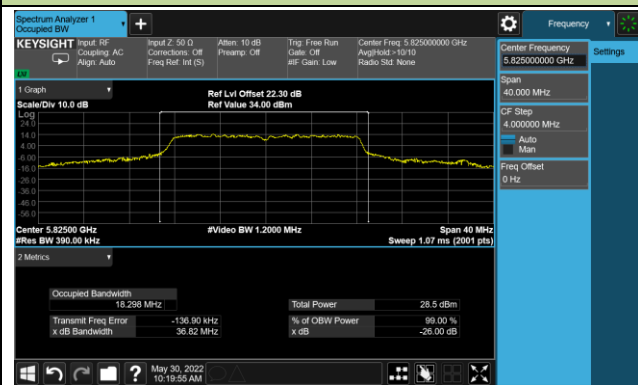 Spectrum Analyzer 1
Occupied BW
+
Frequency
KEYSIGHT
Input: RF
Coupling: AC
Align: Auto
Input Z: 50 Ω
Corrections: Off
Freq Ref: Int (S)
Atten: 10 dB
Preamp: Off
Trig: Free Run
Gate: Off
#IF Gain: Low
Center Freq: 5.825000000 GHz
Avg|Hold:>10/10
Radio Std: None
Center Frequency
5.825000000 GHz
Settings
Span
40.000 MHz
CF Step
4.000000 MHz
Auto
Man
Freq Offset
0 Hz
1 Graph
Scale/Div 10.0 dB
Ref Lvl Offset 22.30 dB
Ref Value 34.00 dBm
Log
24.0
14.0
4.00
-6.00
-16.0
-26.0
-36.0
-46.0
-56.0
Center 5.82500 GHz
#Res BW 390.00 kHz
#Video BW 1.2000 MHz
Span 40 MHz
Sweep 1.07 ms (2001 pts)
2 Metrics
Occupied Bandwidth
18.298 MHz
Transmit Freq Error -136.90 kHz
x dB Bandwidth 36.82 MHz
Total Power 28.5 dBm
% of OBW Power 99.00 %
x dB -26.00 dB
?
May 30, 2022
10:19:55 AM